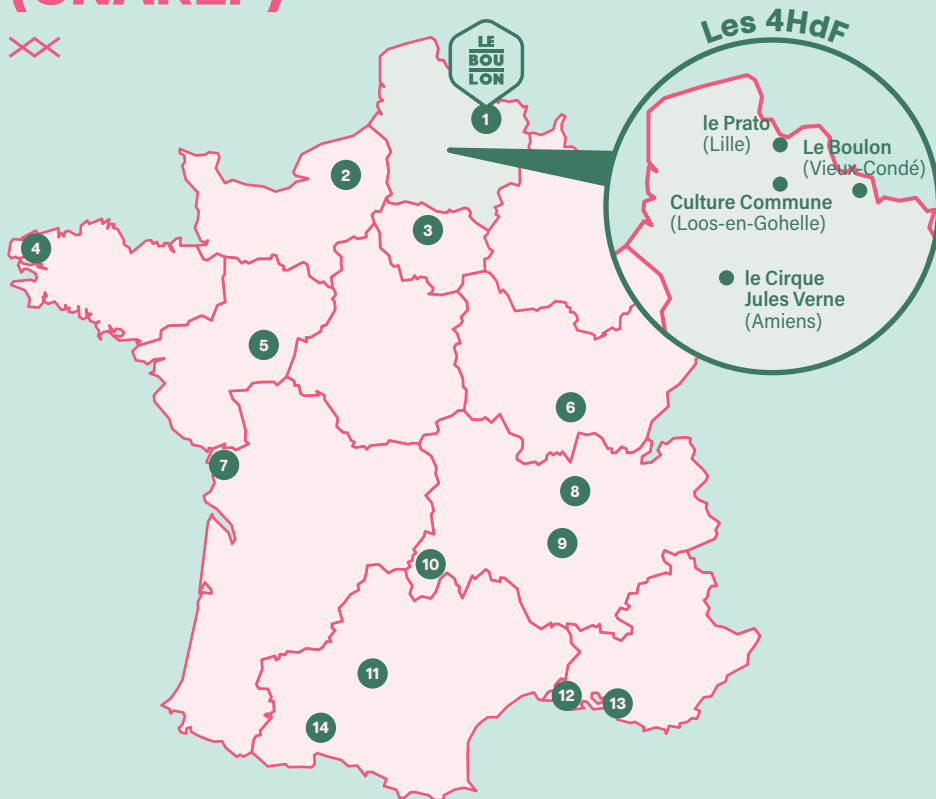 (CNAREP)
LE
BOU
LON
Les 4HdF
le Prato
(Lille)
Le Boulon
(Vieux-Condé)
Culture Commune
(Loos-en-Gohelle)
le Cirque
Jules Verne
(Amiens)
1
2
3
4
5
6
7
8
9
10
11
12
13
14